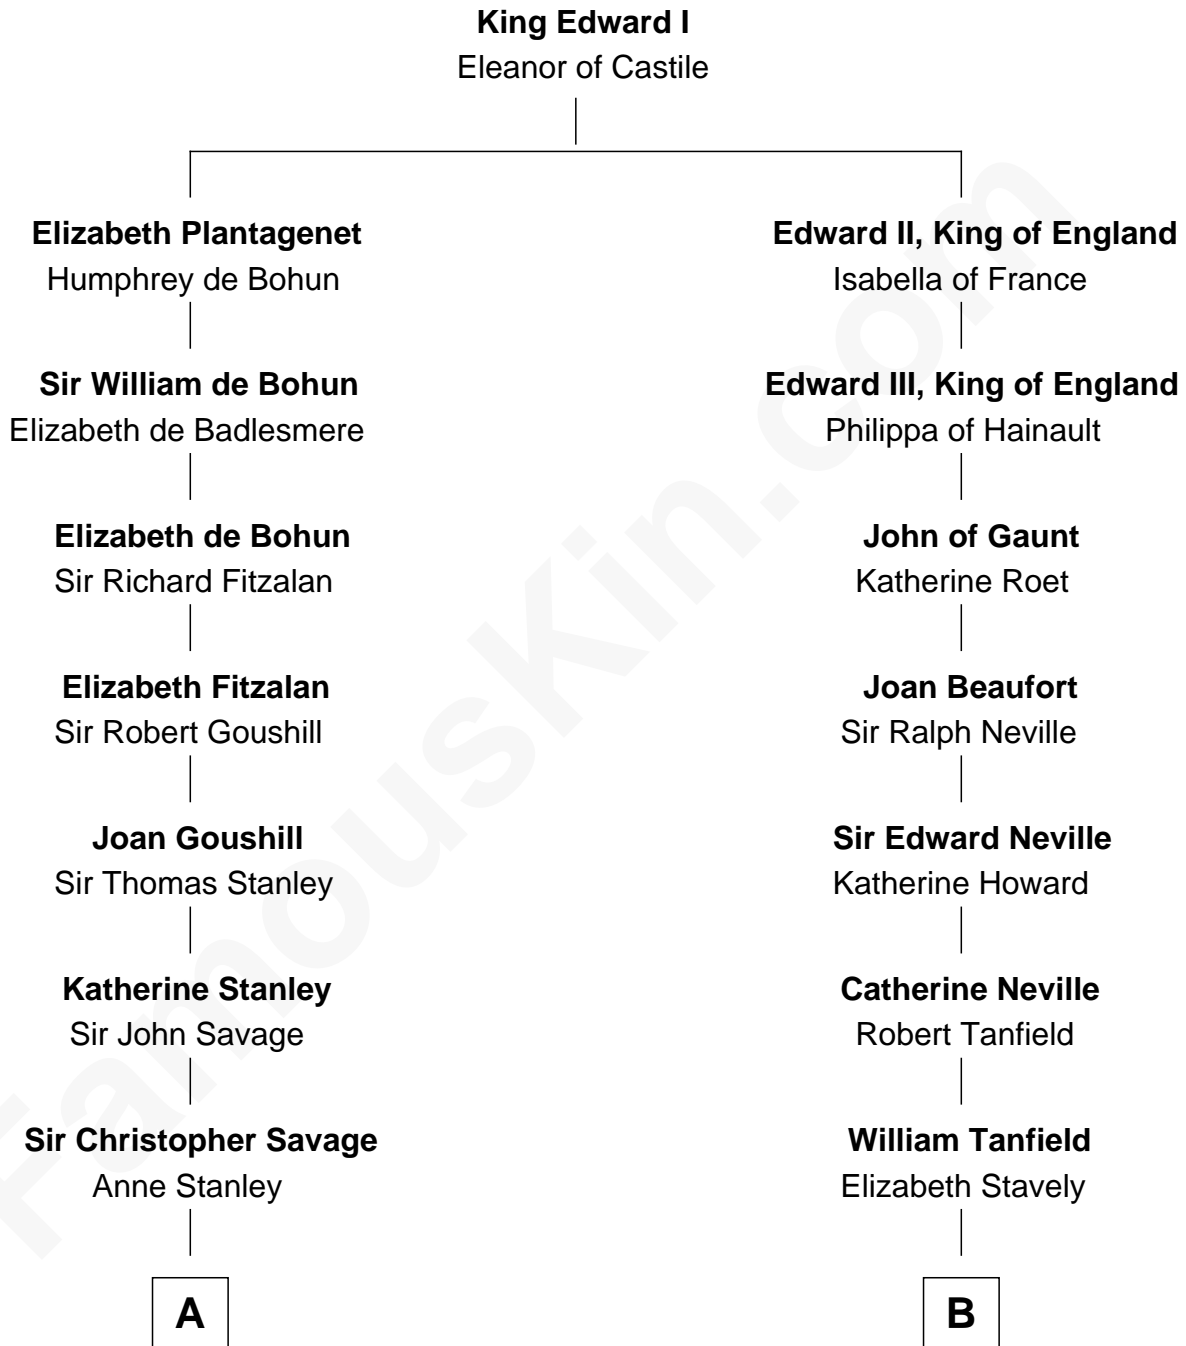 King Edward I
Eleanor of Castile
Elizabeth Plantagenet
Humphrey de Bohun
Edward II, King of England
Isabella of France
Sir William de Bohun
Elizabeth de Badlesmere
Edward III, King of England
Philippa of Hainault
Elizabeth de Bohun
Sir Richard Fitzalan
John of Gaunt
Katherine Roet
Elizabeth Fitzalan
Sir Robert Goushill
Joan Beaufort
Sir Ralph Neville
Joan Goushill
Sir Thomas Stanley
Sir Edward Neville
Katherine Howard
Katherine Stanley
Sir John Savage
Catherine Neville
Robert Tanfield
Sir Christopher Savage
Anne Stanley
William Tanfield
Elizabeth Stavely
A
B
FamousKin.com